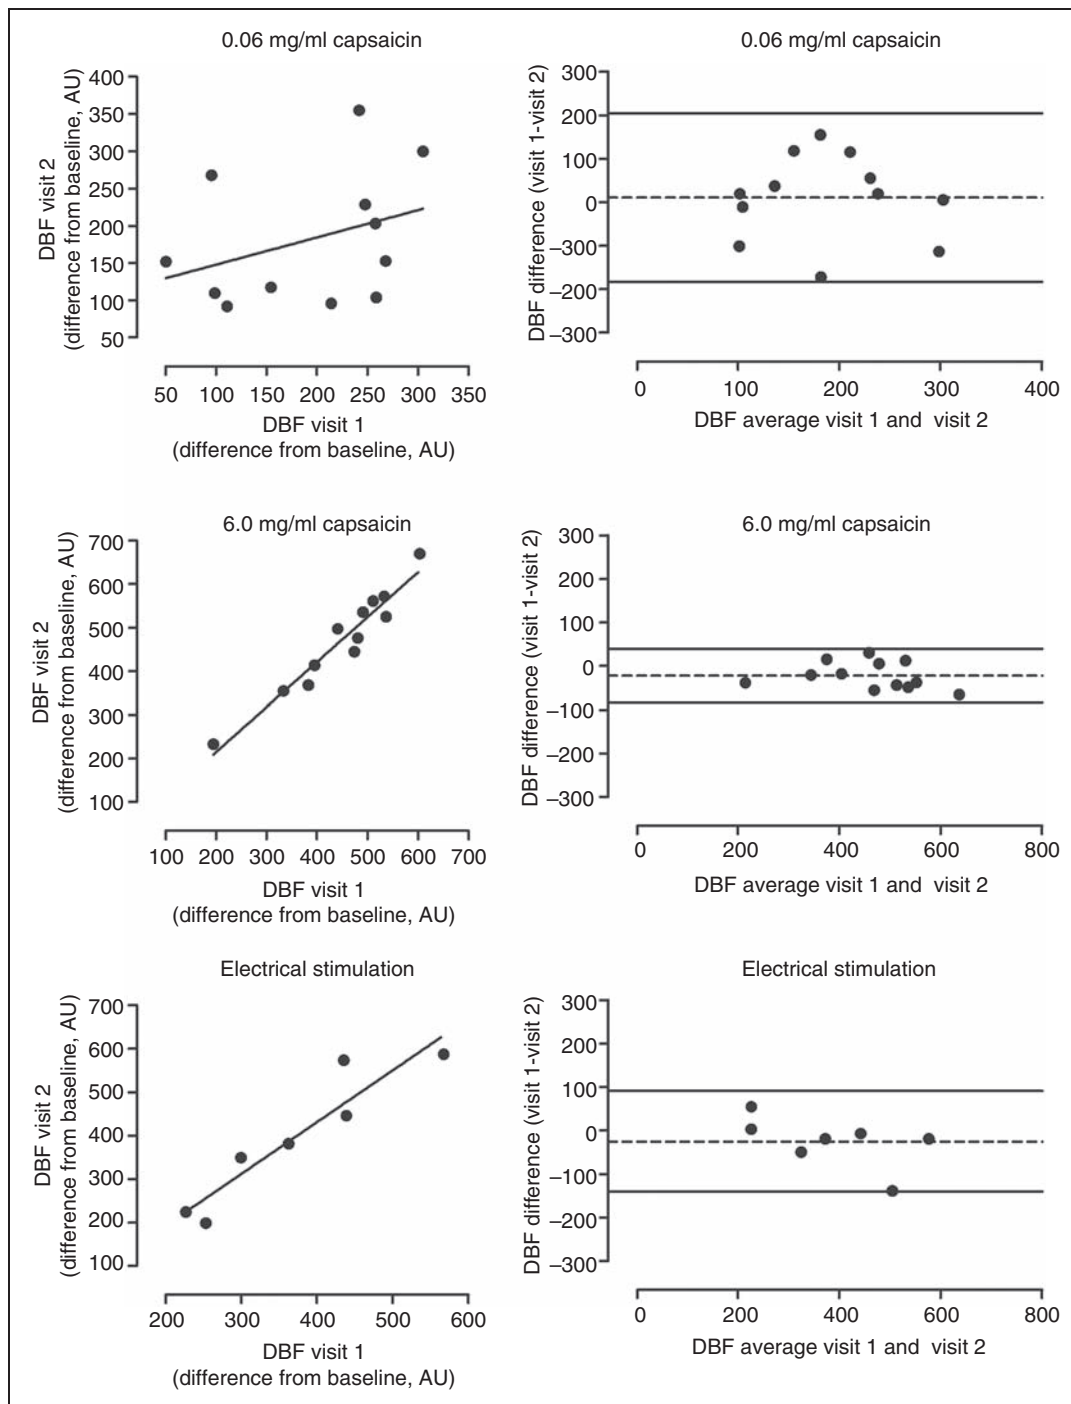 0.06 mg/ml capsaicin
DBF visit 2
(difference from baseline, AU)
400
350
300
250
200
150
100
50
50 100 150 200 250 300 350
DBF visit 1
(difference from baseline, AU)
0.06 mg/ml capsaicin
DBF difference (visit 1-visit 2)
300
200
100
0
–300
–200
–300
0 100 200 300 400
DBF average visit 1 and visit 2
6.0 mg/ml capsaicin
DBF visit 2
(difference from baseline, AU)
700
600
500
400
300
200
100
100 200 300 400 500 600 700
DBF visit 1
(difference from baseline, AU)
6.0 mg/ml capsaicin
DBF difference (visit 1-visit 2)
300
200
100
0
–100
–200
–300
0 200 400 600 800
DBF average visit 1 and visit 2
Electrical stimulation
DBF visit 2
(difference from baseline, AU)
700
600
500
400
300
200
100
200 300 400 500 600
DBF visit 1
(difference from baseline, AU)
Electrical stimulation
DBF difference (visit 1-visit 2)
300
200
100
0
–100
–200
–300
0 200 400 600 800
DBF average visit 1 and visit 2